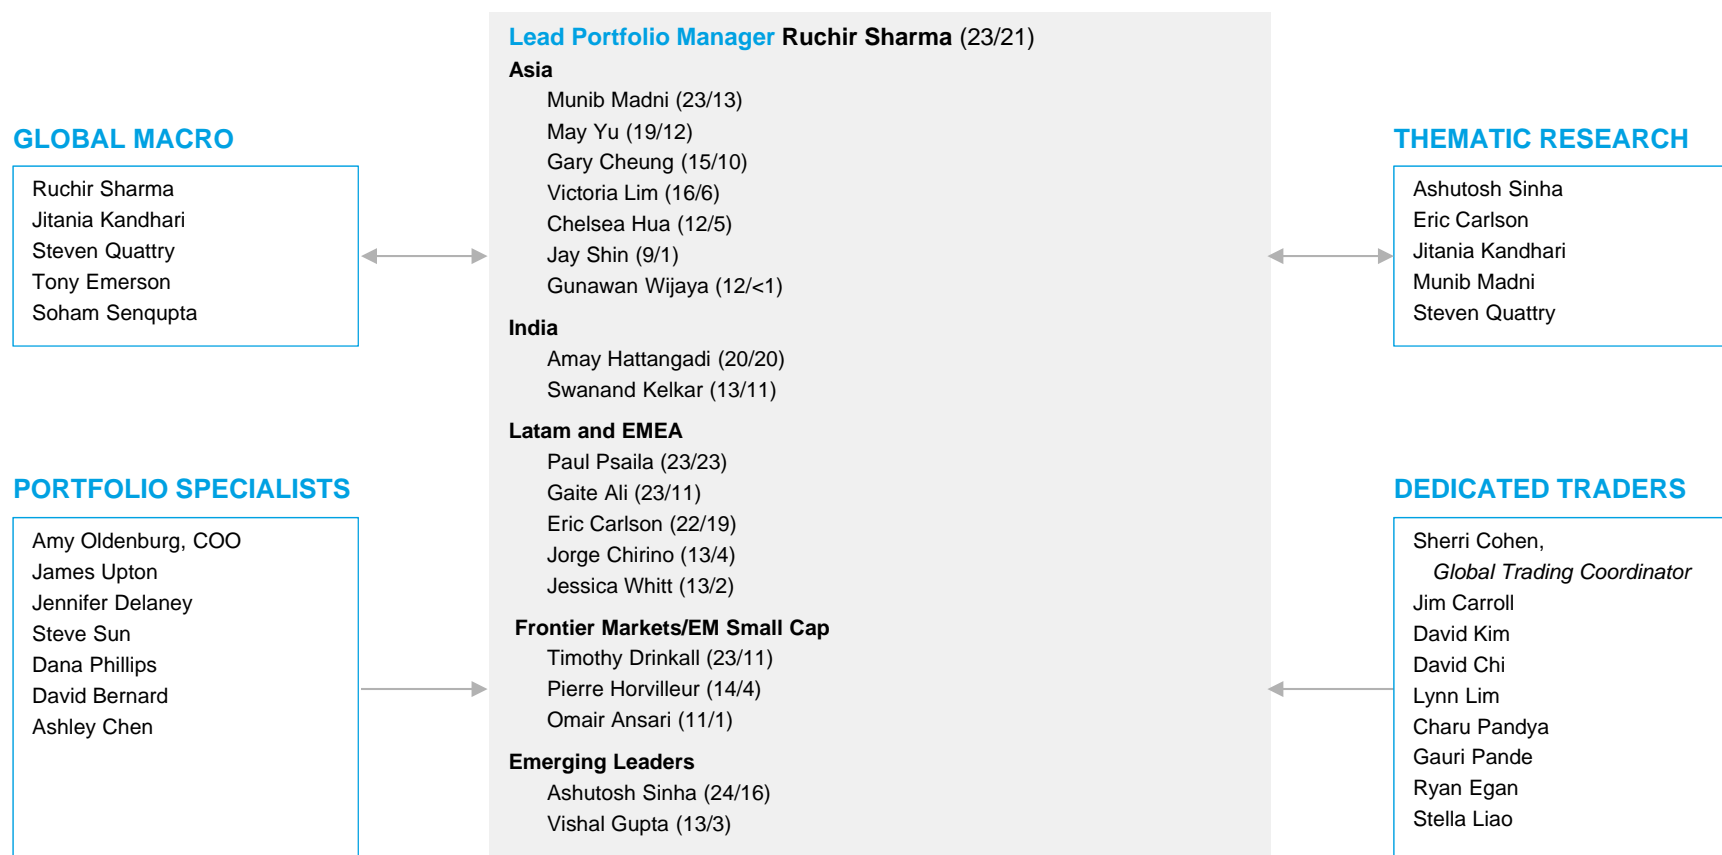 Lead Portfolio Manager Ruchir Sharma (23/21)
Asia
Munib Madni (23/13)
May Yu (19/12)
Gary Cheung (15/10)
Victoria Lim (16/6)
Chelsea Hua (12/5)
Jay Shin (9/1)
Gunawan Wijaya (12/<1)
India
Amay Hattangadi (20/20)
Swanand Kelkar (13/11)
Latam and EMEA
Paul Psaila (23/23)
Gaite Ali (23/11)
Eric Carlson (22/19)
Jorge Chirino (13/4)
Jessica Whitt (13/2)
Frontier Markets/EM Small Cap
Timothy Drinkall (23/11)
Pierre Horvilleur (14/4)
Omair Ansari (11/1)
Emerging Leaders
Ashutosh Sinha (24/16)
Vishal Gupta (13/3)
GLOBAL MACRO
Ruchir Sharma
Jitania Kandhari
Steven Quattry
Tony Emerson
Soham Senqupta
PORTFOLIO SPECIALISTS
Amy Oldenburg, COO
James Upton
Jennifer Delaney
Steve Sun
Dana Phillips
David Bernard
Ashley Chen
THEMATIC RESEARCH
Ashutosh Sinha
Eric Carlson
Jitania Kandhari
Munib Madni
Steven Quattry
DEDICATED TRADERS
Sherri Cohen,
Global Trading Coordinator
Jim Carroll
David Kim
David Chi
Lynn Lim
Charu Pandya
Gauri Pande
Ryan Egan
Stella Liao